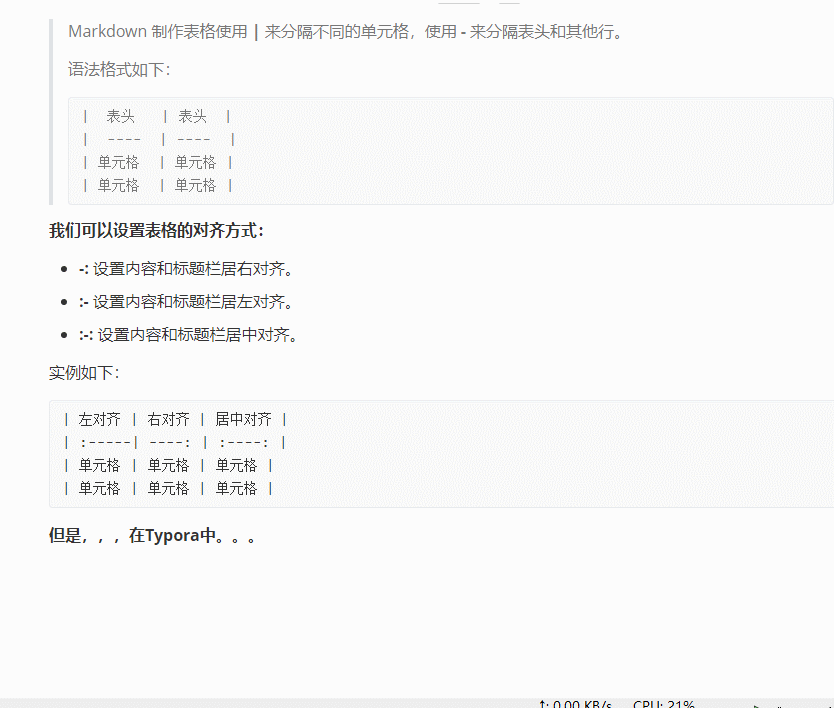 Markdown 制作表格使用 | 来分隔不同的单元格，使用 - 来分隔表头和其他行。
语法格式如下：
|  表头   | 表头  |
|  ----  | ----  |
| 单元格  | 单元格 |
| 单元格  | 单元格 |
我们可以设置表格的对齐方式：
-: 设置内容和标题栏居右对齐。
:- 设置内容和标题栏居左对齐。
:-: 设置内容和标题栏居中对齐。
实例如下：
| 左对齐 | 右对齐 | 居中对齐 |
| :-----| ----: | :----: |
| 单元格 | 单元格 | 单元格 |
| 单元格 | 单元格 | 单元格 |
但是，，，在Typora中。。。
↑: 0.00 KB/s CPU: 21%